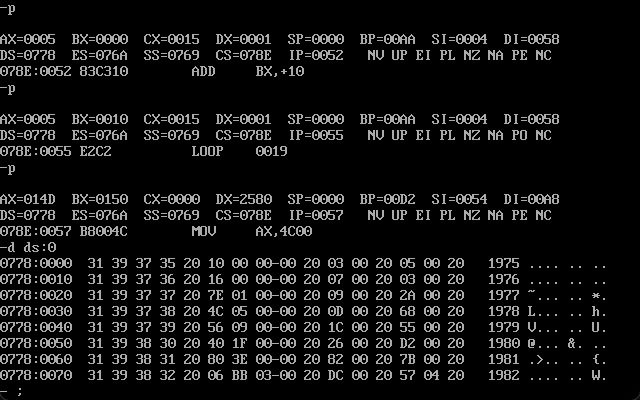 -p
AX=0005  BX=0000  CX=0015  DX=0001  SP=0000  BP=00AA  SI=0004  DI=0058
DS=0778  ES=076A  SS=0769  CS=078E  IP=0052   NV UP EI PL NZ NA PE NC
078E:0052 83C310        ADD     BX,+10
-p
AX=0005  BX=0010  CX=0015  DX=0001  SP=0000  BP=00AA  SI=0004  DI=0058
DS=0778  ES=076A  SS=0769  CS=078E  IP=0055   NV UP EI PL NZ NA PO NC
078E:0055 E2C2          LOOP    0019
-p
AX=014D  BX=0150  CX=0000  DX=2580  SP=0000  BP=00D2  SI=0054  DI=00A8
DS=0778  ES=076A  SS=0769  CS=078E  IP=0057   NV UP EI PL NZ NA PE NC
078E:0057 B8004C        MOV     AX,4C00
-d ds:0
0778:0000  31 39 37 35 20 10 00 00-00 20 03 00 20 05 00 20   1975 .... .. ..
0778:0010  31 39 37 36 20 16 00 00-00 20 07 00 20 03 00 20   1976 .... .. ..
0778:0020  31 39 37 37 20 7E 01 00-00 20 09 00 20 2A 00 20   1977 ~... .. *.
0778:0030  31 39 37 38 20 4C 05 00-00 20 0D 00 20 68 00 20   1978 L... .. h.
0778:0040  31 39 37 39 20 56 09 00-00 20 1C 00 20 55 00 20   1979 V... .. U.
0778:0050  31 39 38 30 20 40 1F 00-00 20 26 00 20 D2 00 20   1980 @... &. ..
0778:0060  31 39 38 31 20 80 3E 00-00 20 82 00 20 7B 00 20   1981 .>.. .. {.
0778:0070  31 39 38 32 20 06 BB 03-00 20 DC 00 20 57 04 20   1982 .... .. W.
- ;